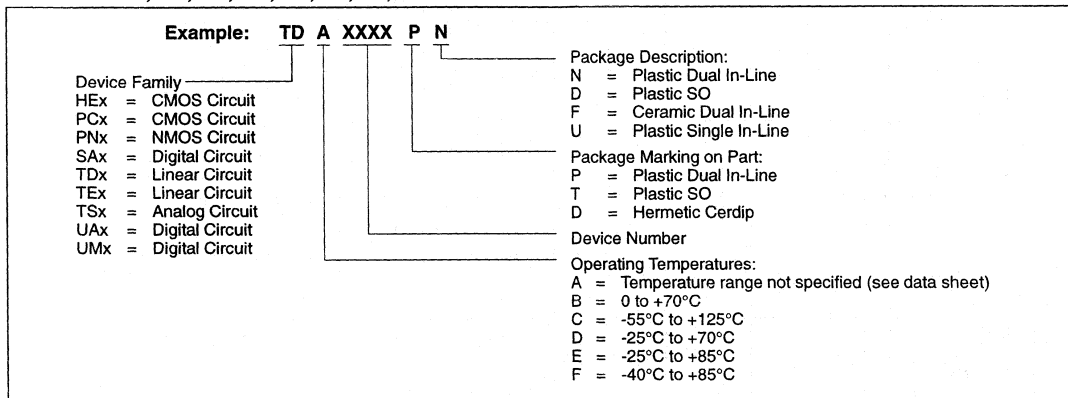 Example: TD A XXXX P N
Device Family
HEx = CMOS Circuit
PCx = CMOS Circuit
PNx = NMOS Circuit
SAx = Digital Circuit
TDx = Linear Circuit
TEx = Linear Circuit
TSx = Analog Circuit
UAx = Digital Circuit
UMx = Digital Circuit
Package Description:
N = Plastic Dual In-Line
D = Plastic SO
F = Ceramic Dual In-Line
U = Plastic Single In-Line
Package Marking on Part:
P = Plastic Dual In-Line
T = Plastic SO
D = Hermetic Cerdip
Device Number
Operating Temperatures:
A = Temperature range not specified (see data sheet)
B = 0 to +70°C
C = -55°C to +125°C
D = -25°C to +70°C
E = -25°C to +85°C
F = -40°C to +85°C